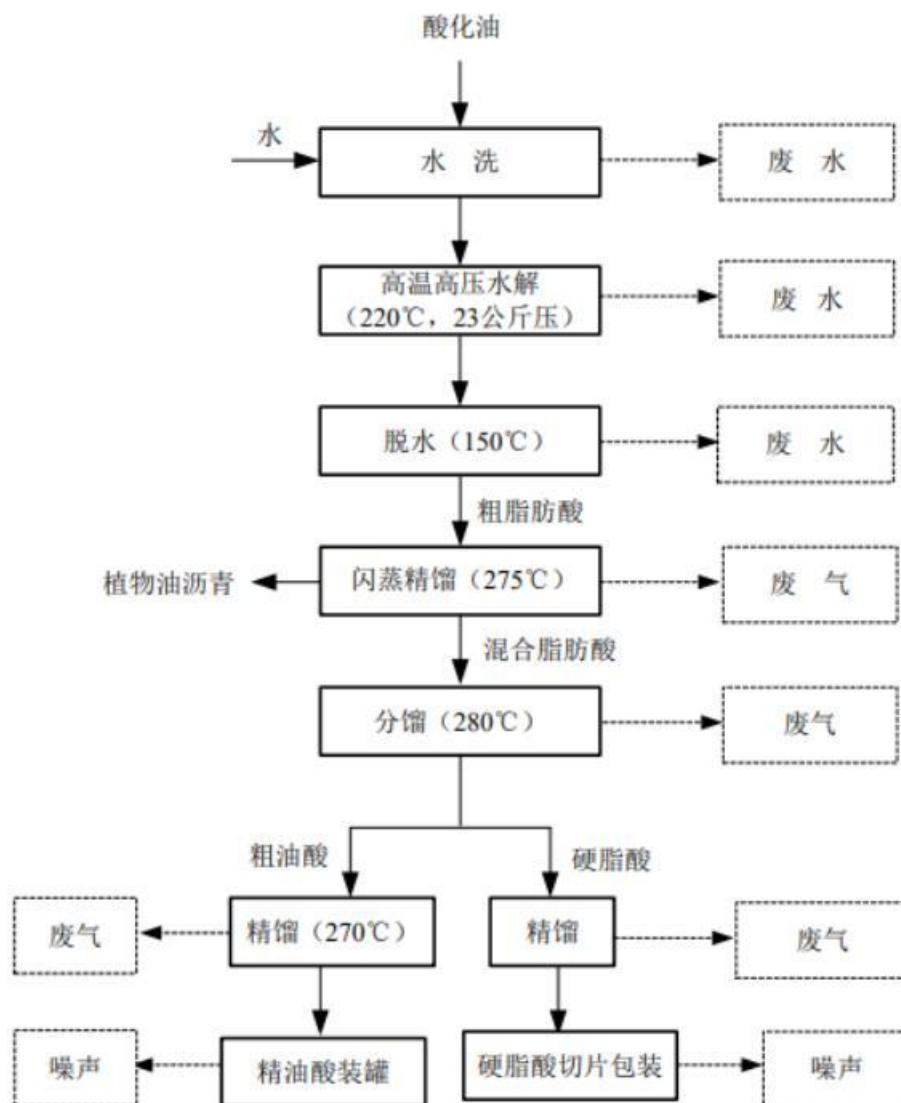 酸化油
水
水 洗
废 水
高温高压水解
（220℃，23公斤压）
废 水
脱水（150℃）
废 水
粗脂肪酸
植物油沥青
闪蒸精馏（275℃）
废 气
混合脂肪酸
分馏（280℃）
废气
粗油酸
硬脂酸
废气
精馏（270℃）
精馏
废气
噪声
精油酸装罐
硬脂酸切片包装
噪声